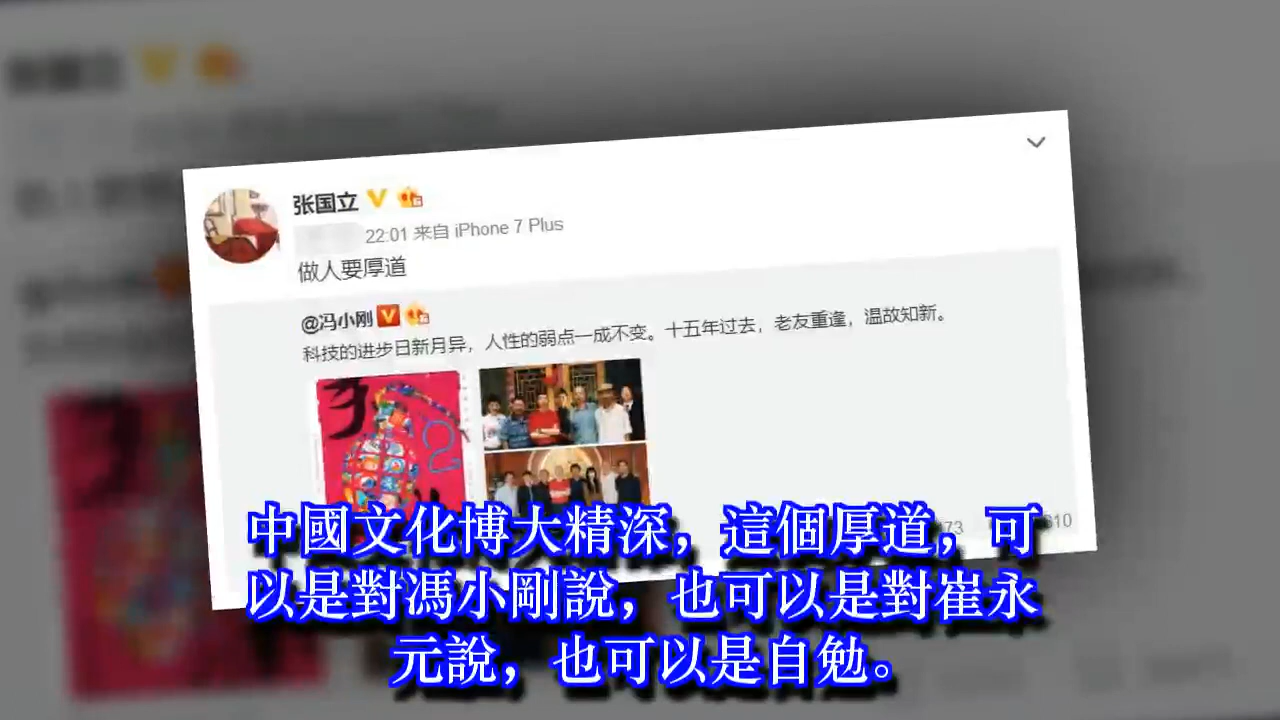 张国立
22:01 来自 iPhone 7 Plus
做人要厚道
@冯小刚
科技的进步日新月异，人性的弱点一成不变。十五年过去，老友重逢，温故知新。
中國文化博大精深，這個厚道，可
以是對馮小剛說，也可以是對崔永
元說，也可以是自勉。